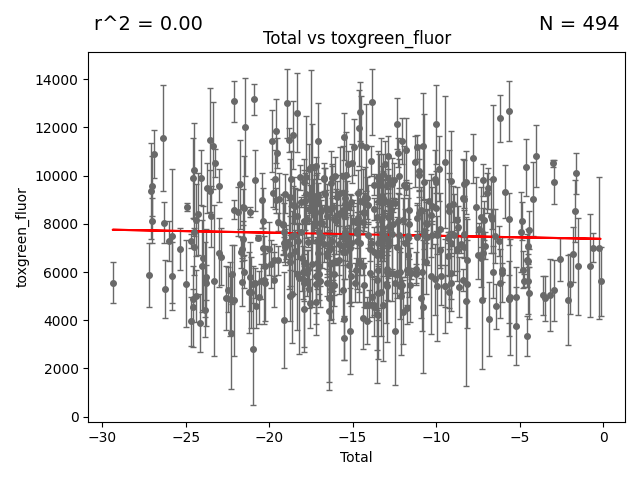 r^2 = 0.00
N = 494
Total vs toxgreen_fluor
14000
12000
10000
8000
6000
4000
2000
0
toxgreen_fluor
−30 −25 −20 −15 −10 −5 0
Total